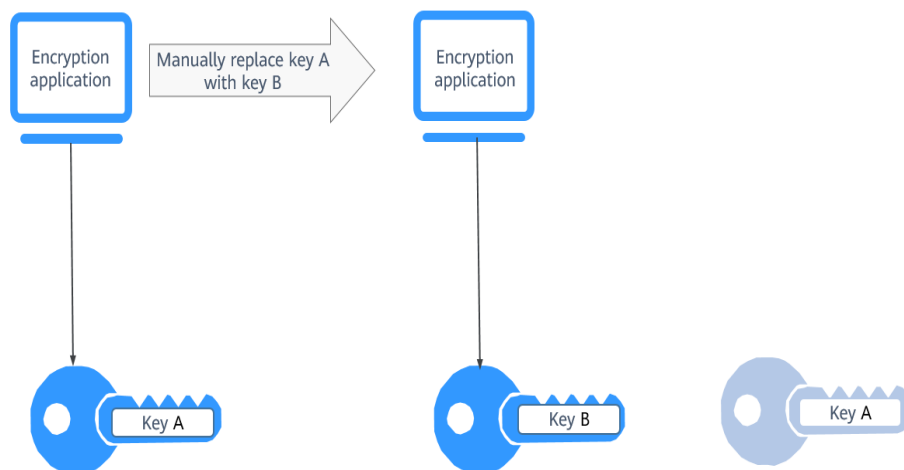 Encryption
application
Manually replace key A
with key B
Encryption
application
Key A
Key B
Key A